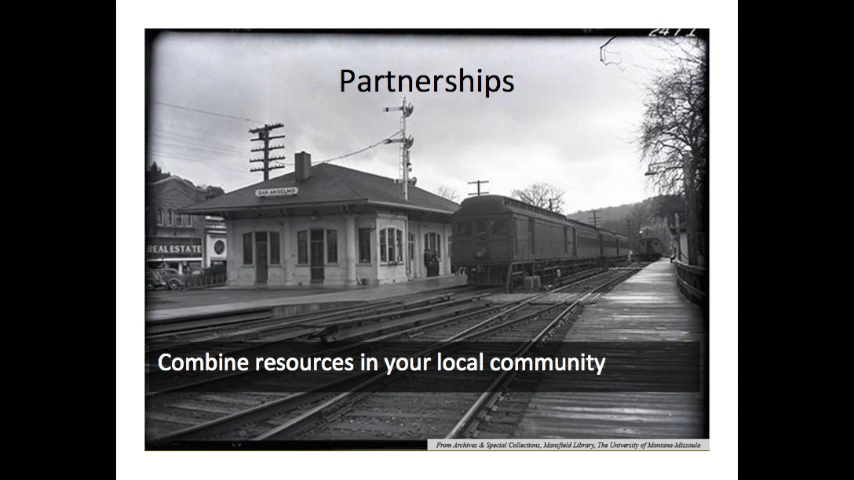 2471
Partnerships
SAN ANSELMO
REAL ESTATE
Combine resources in your local community
From Archives & Special Collections, Mansfield Library, The University of Montana-Missoula